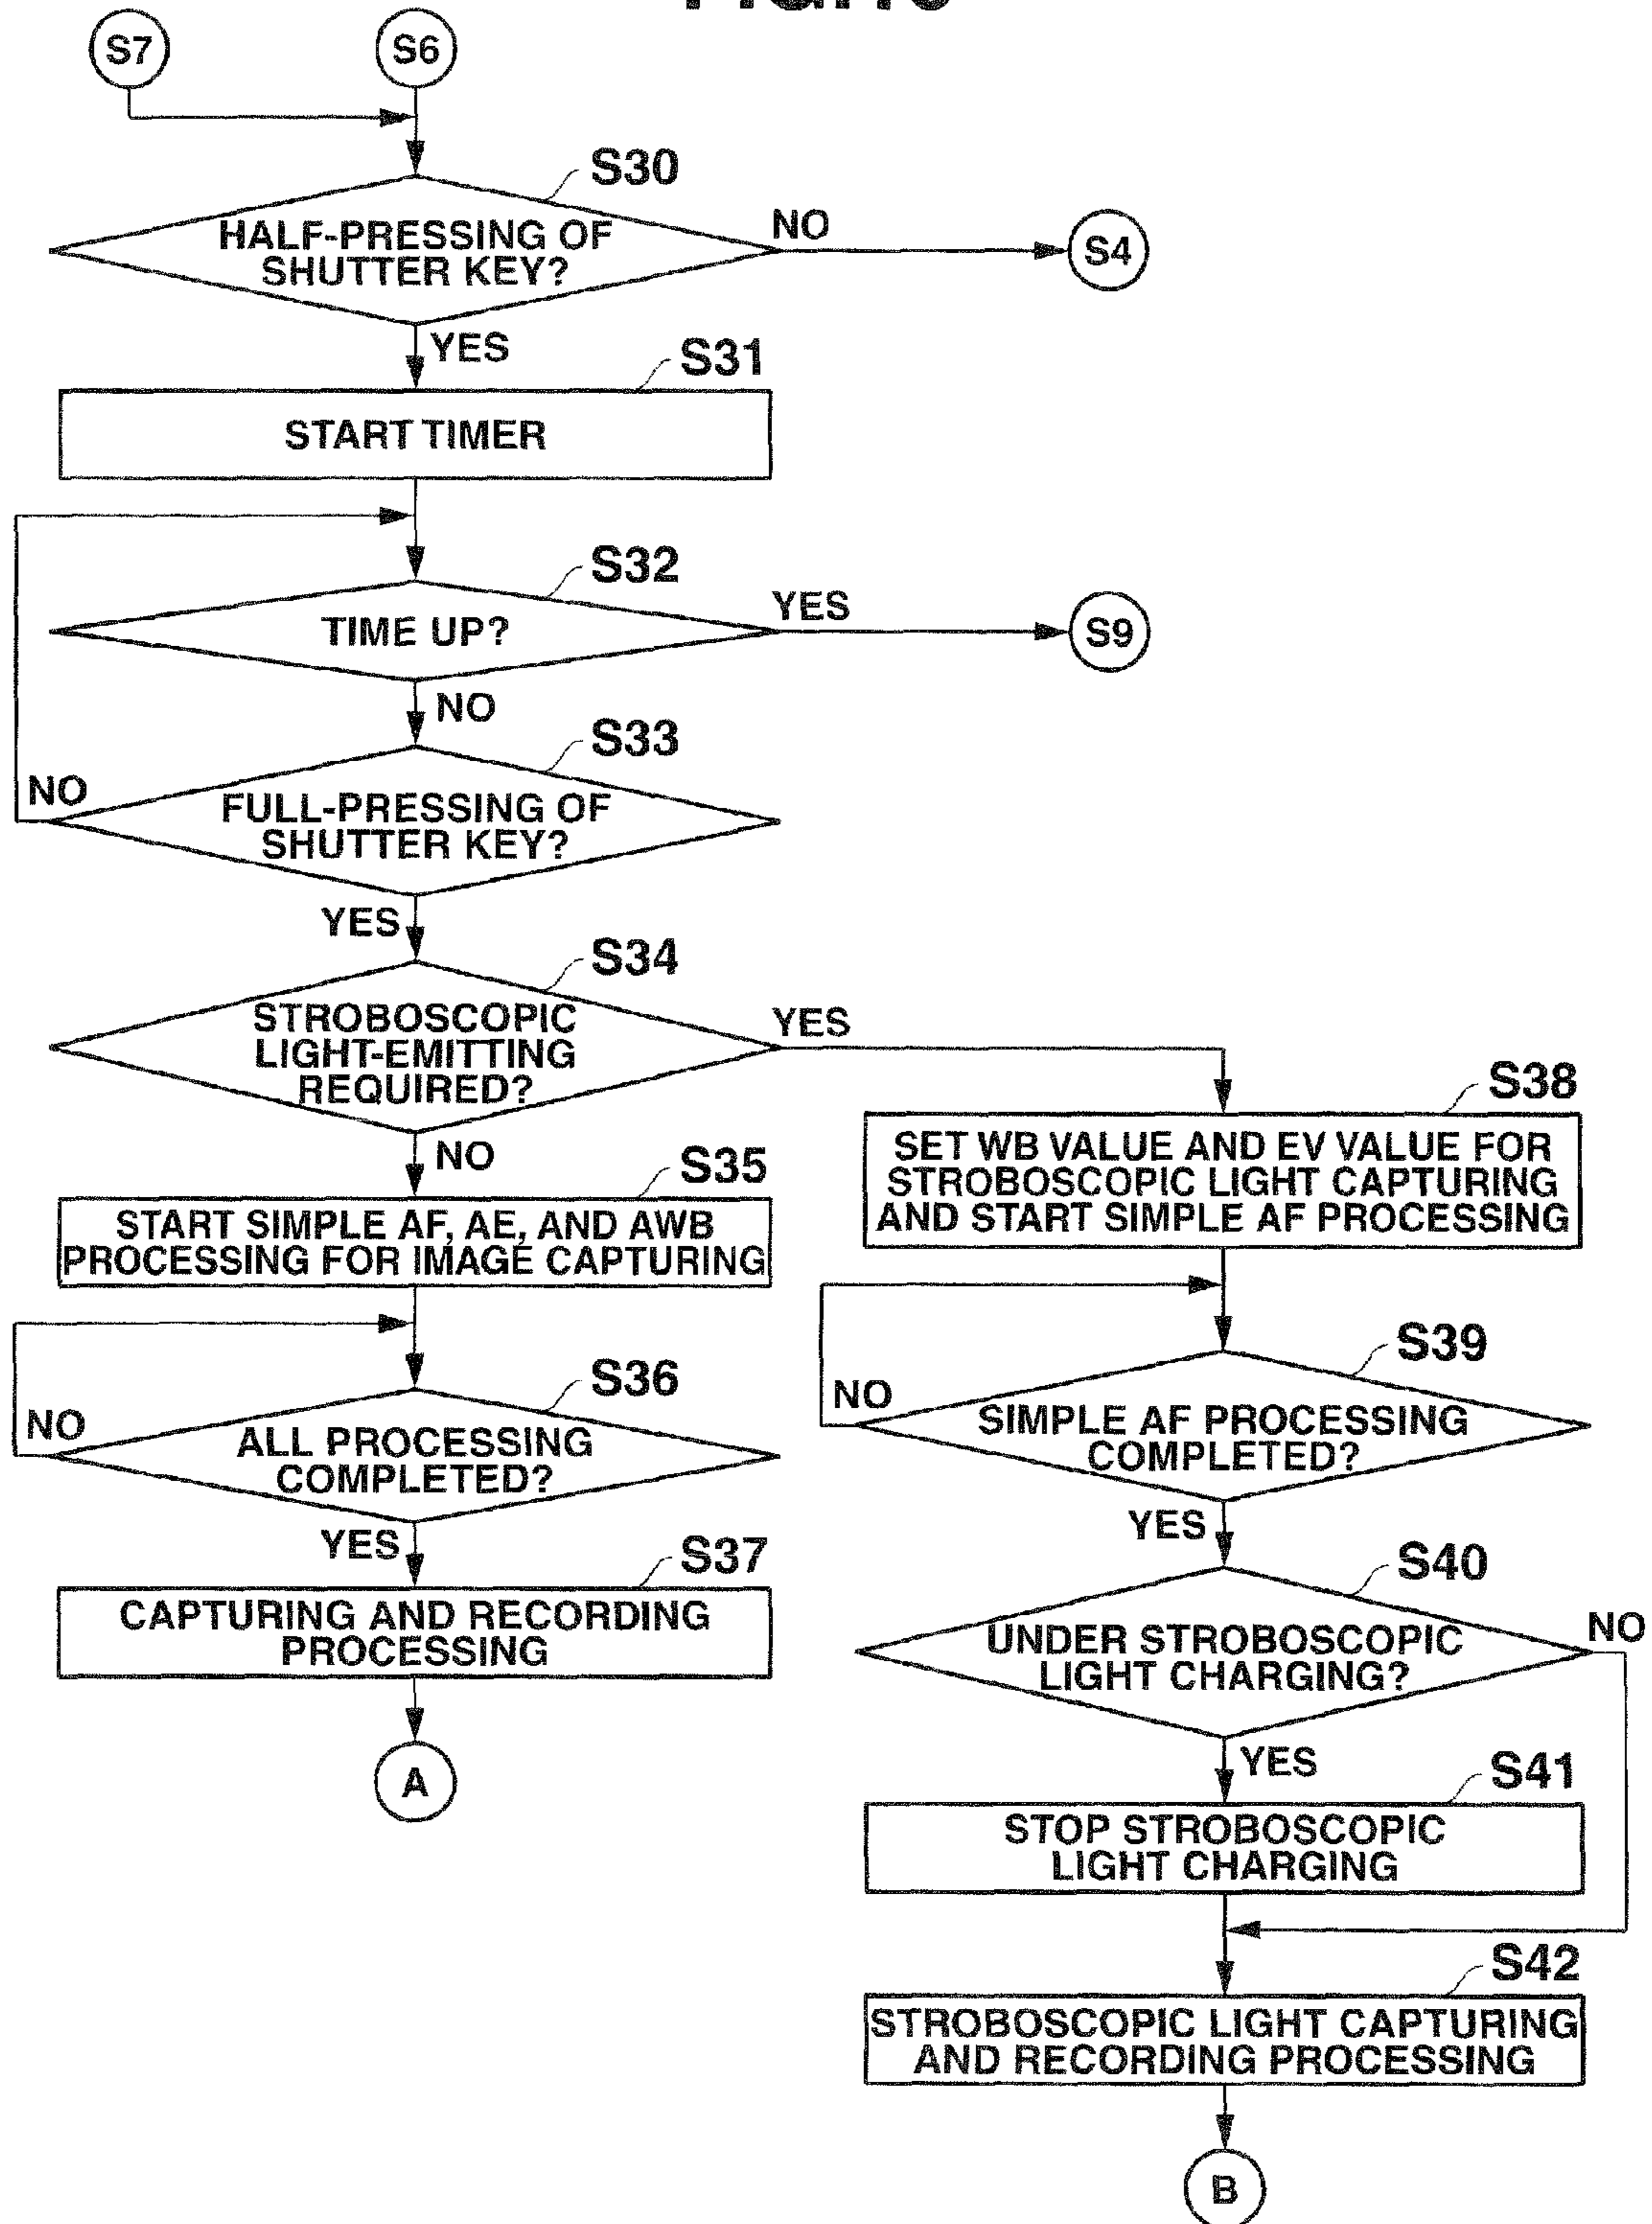 S7
S6
S30
HALF-PRESSING OF
SHUTTER KEY?
NO
S4
YES
S31
START TIMER
S32
TIME UP?
YES
S9
NO
S33
FULL-PRESSING OF
SHUTTER KEY?
NO
YES
S34
STROBOSCOPIC
LIGHT-EMITTING
REQUIRED?
YES
NO
S35
START SIMPLE AF, AE, AND AWB
PROCESSING FOR IMAGE CAPTURING
S36
ALL PROCESSING
COMPLETED?
NO
YES
S37
CAPTURING AND RECORDING
PROCESSING
A
S38
SET WB VALUE AND EV VALUE FOR
STROBOSCOPIC LIGHT CAPTURING
AND START SIMPLE AF PROCESSING
S39
SIMPLE AF PROCESSING
COMPLETED?
NO
YES
S40
UNDER STROBOSCOPIC
LIGHT CHARGING?
NO
YES
S41
STOP STROBOSCOPIC
LIGHT CHARGING
S42
STROBOSCOPIC LIGHT CAPTURING
AND RECORDING PROCESSING
B